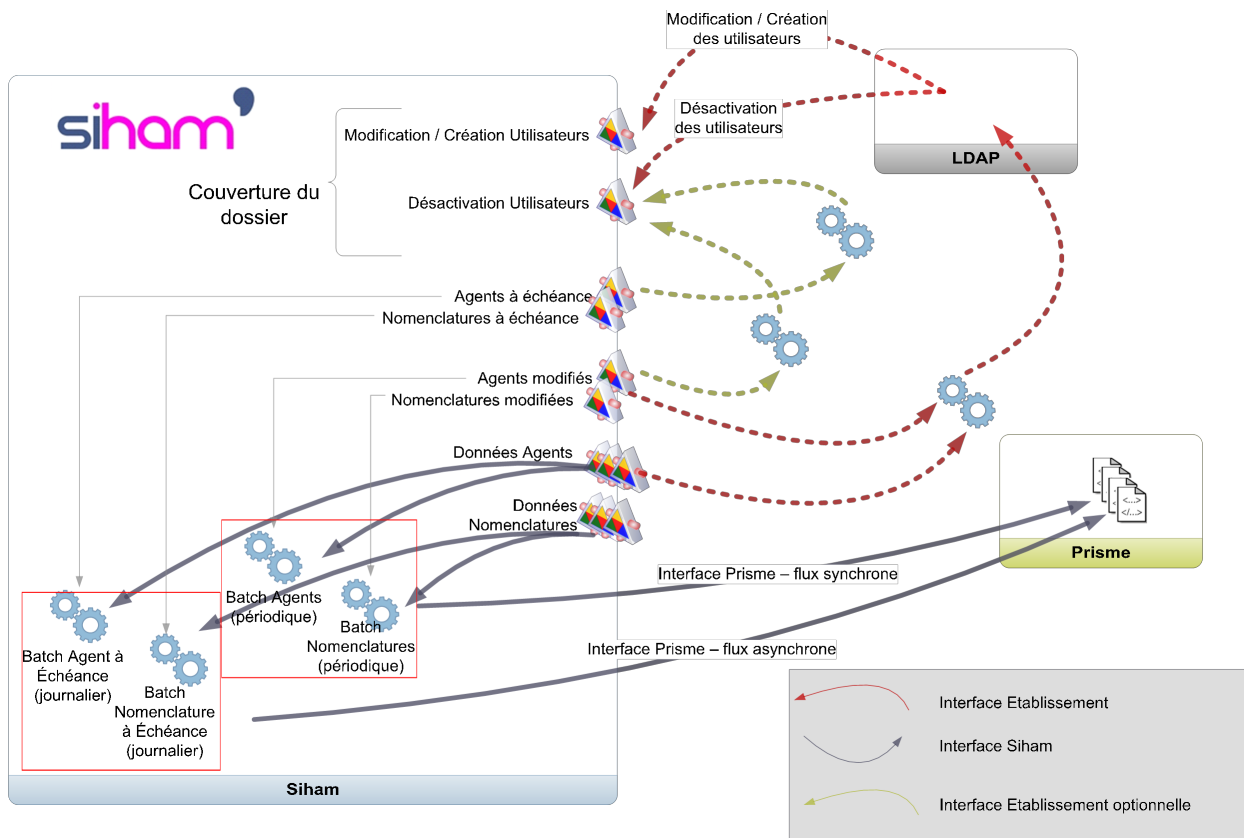 Modification / Création
des utilisateurs
siham'
Désactivation
des utilisateurs
Modification / Création Utilisateurs
LDAP
Couverture du
dossier
Désactivation Utilisateurs
Agents à échéance
Nomenclatures à échéance
Agents modifiés
Nomenclatures modifiées
Données Agents
Données
Nomenclatures
<...>
</...>
Prisme
Interface Prisme – flux synchrone
Batch Agents
(périodique)
Batch
Nomenclatures
(périodique)
Interface Prisme – flux asynchrone
Batch Agent à
Échéance
(journalier)
Batch
Nomenclature
à Échéance
(journalier)
Interface Etablissement
Interface Siham
Interface Etablissement optionnelle
Siham